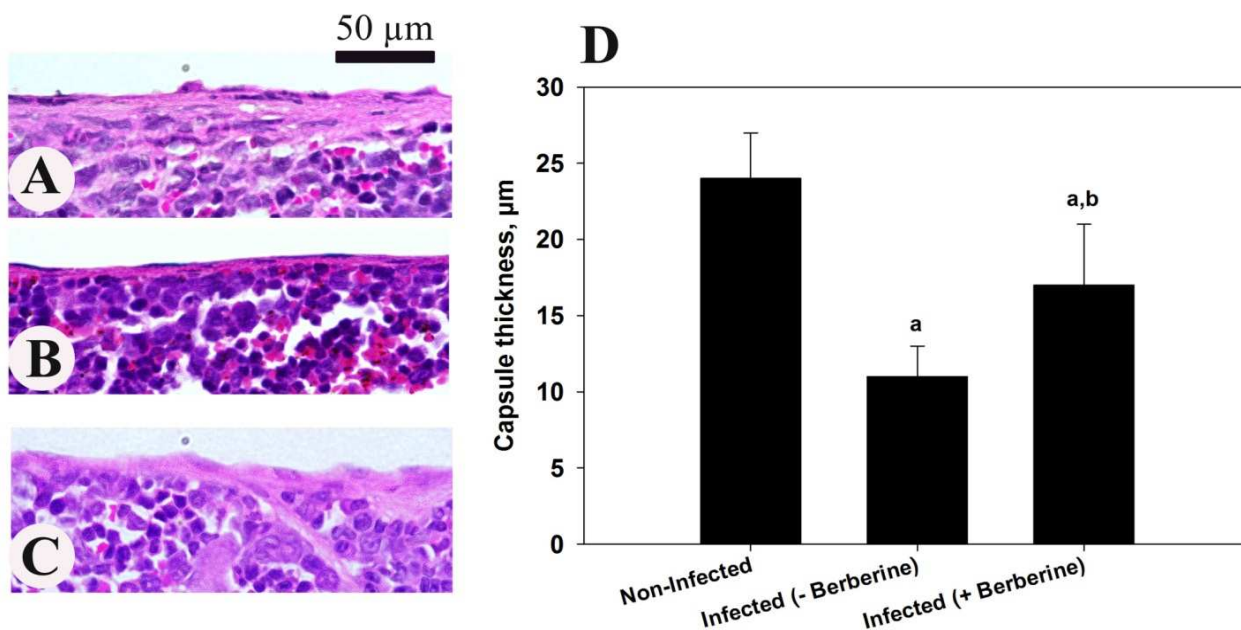 50 µm
A
B
C
D
30
25
20
15
10
5
0
Capsule thickness, µm
a
a,b
Non-Infected
Infected (- Berberine)
Infected (+ Berberine)